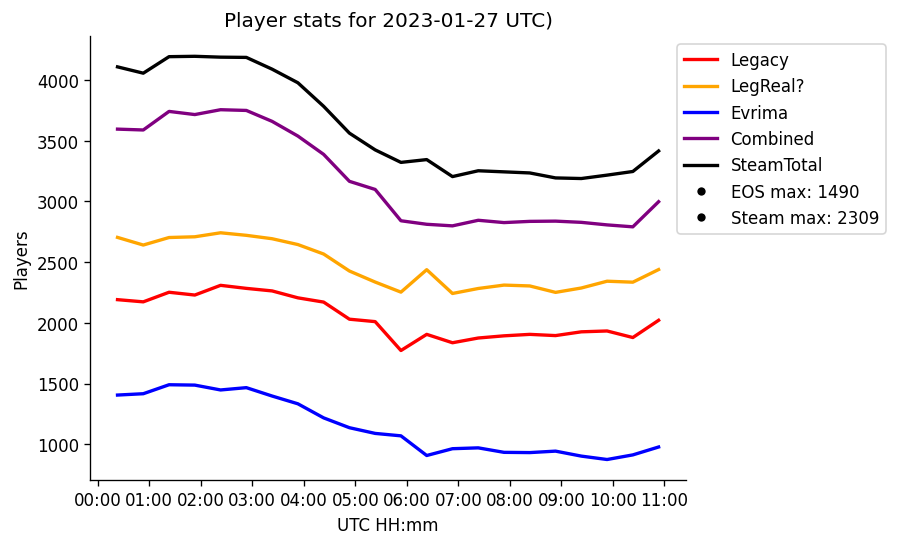 Player stats for 2023-01-27 UTC)
Legacy
LegReal?
Evrima
Combined
SteamTotal
EOS max: 1490
Steam max: 2309
Players
4000
3500
3000
2500
2000
1500
1000
00:00 01:00 02:00 03:00 04:00 05:00 06:00 07:00 08:00 09:00 10:00 11:00
UTC HH:mm